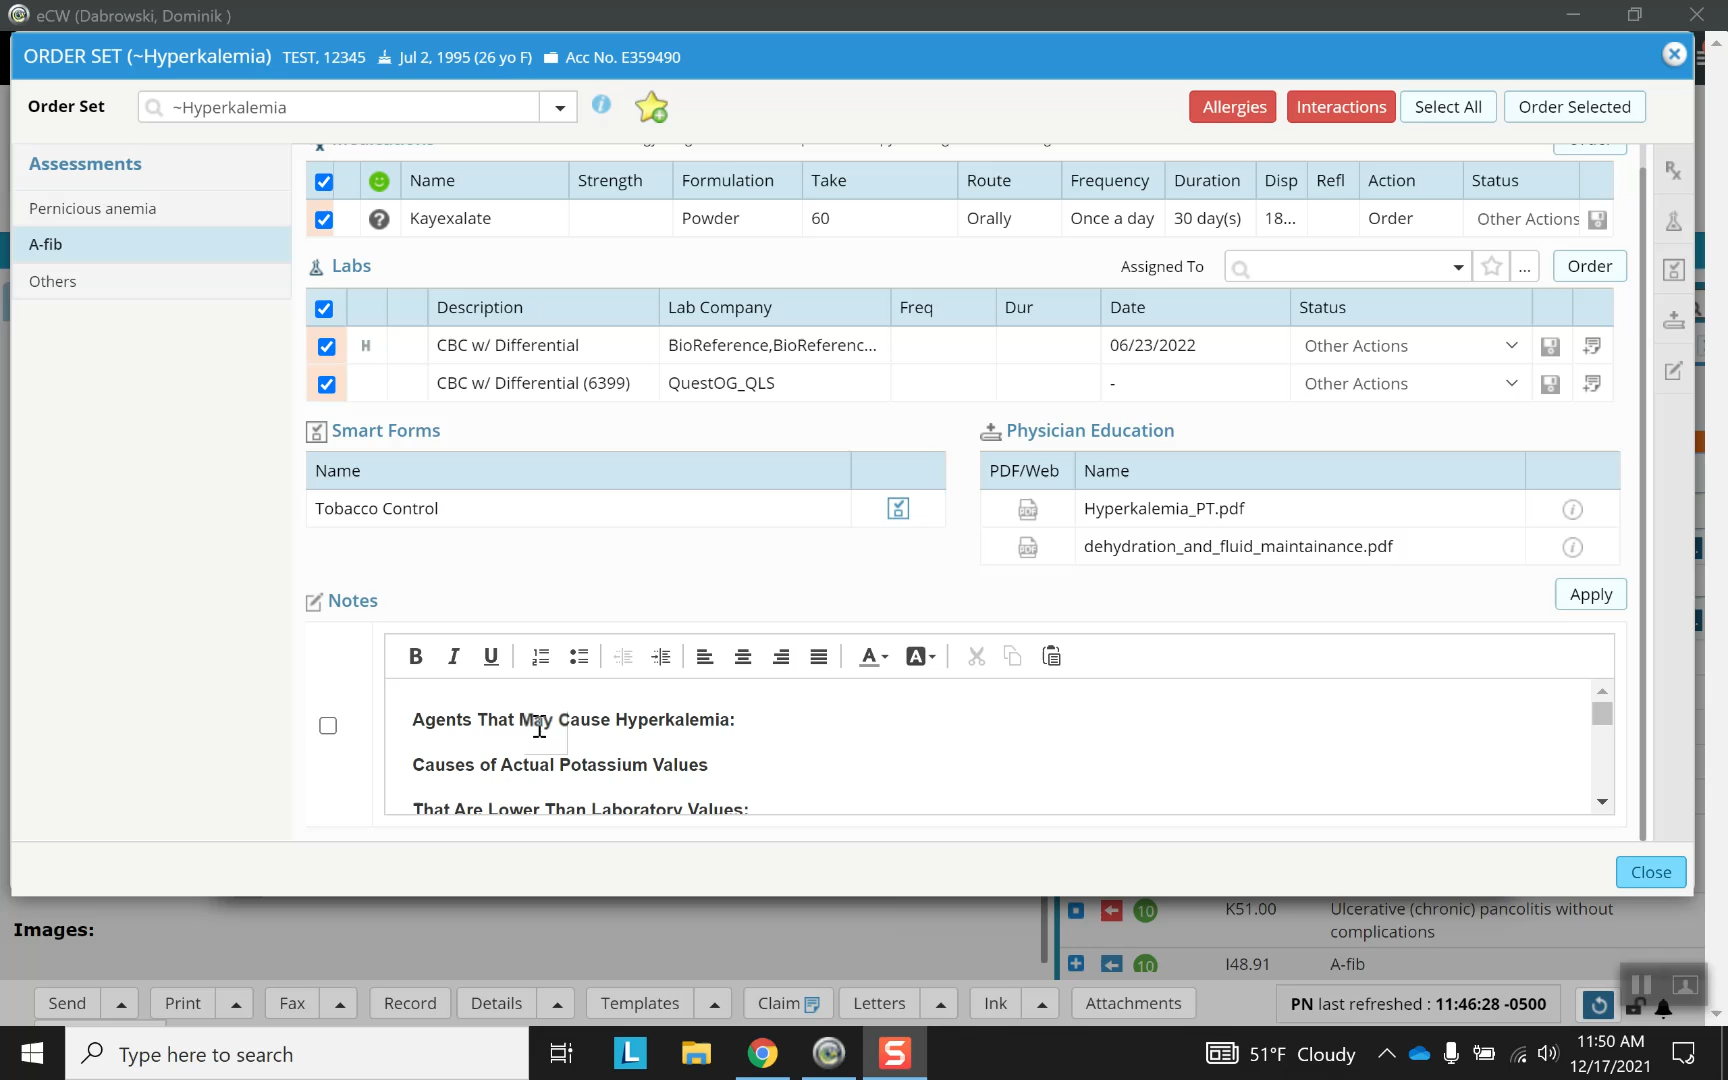 eCW (Dabrowski, Dominik )
ORDER SET (~Hyperkalemia) TEST, 12345 Jul 2, 1995 (26 yo F) Acc No. E359490
Order Set ~Hyperkalemia Allergies Interactions Select All Order Selected
Assessments
Pernicious anemia
A-fib
Others
Name Strength Formulation Take Route Frequency Duration Disp Refl Action Status
Kayexalate Powder 60 Orally Once a day 30 day(s) 18... Order Other Actions
Labs Assigned To ... Order
Description Lab Company Freq Dur Date Status
H CBC w/ Differential BioReference,BioReferenc... 06/23/2022 Other Actions
CBC w/ Differential (6399) QuestOG_QLS - Other Actions
Smart Forms
Name
Tobacco Control
Physician Education
PDF/Web Name
PDF Hyperkalemia_PT.pdf
PDF dehydration_and_fluid_maintainance.pdf
Notes Apply
B I U A A
Agents That May Cause Hyperkalemia:
Causes of Actual Potassium Values
That Are Lower Than Laboratory Values:
Close
Images:
10 K51.00 Ulcerative (chronic) pancolitis without
complications
10 I48.91 A-fib
Send Print Fax Record Details Templates Claim Letters Ink Attachments PN last refreshed : 11:46:28 -0500
Type here to search L S 51°F Cloudy 11:50 AM
12/17/2021